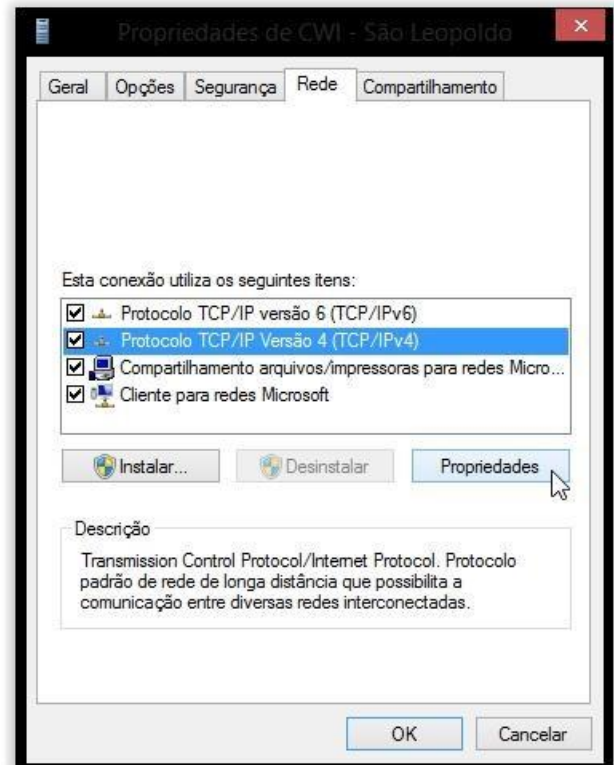 Propriedades de CWI - São Leopoldo
Geral Opções Segurança Rede Compartilhamento
Esta conexão utiliza os seguintes itens:
Protocolo TCP/IP versão 6 (TCP/IPv6)
Protocolo TCP/IP Versão 4 (TCP/IPv4)
Compartilhamento arquivos/impressoras para redes Micro...
Cliente para redes Microsoft
Instalar... Desinstalar Propriedades
Descrição
Transmission Control Protocol/Internet Protocol. Protocolo
padrão de rede de longa distância que possibilita a
comunicação entre diversas redes interconectadas.
OK Cancelar